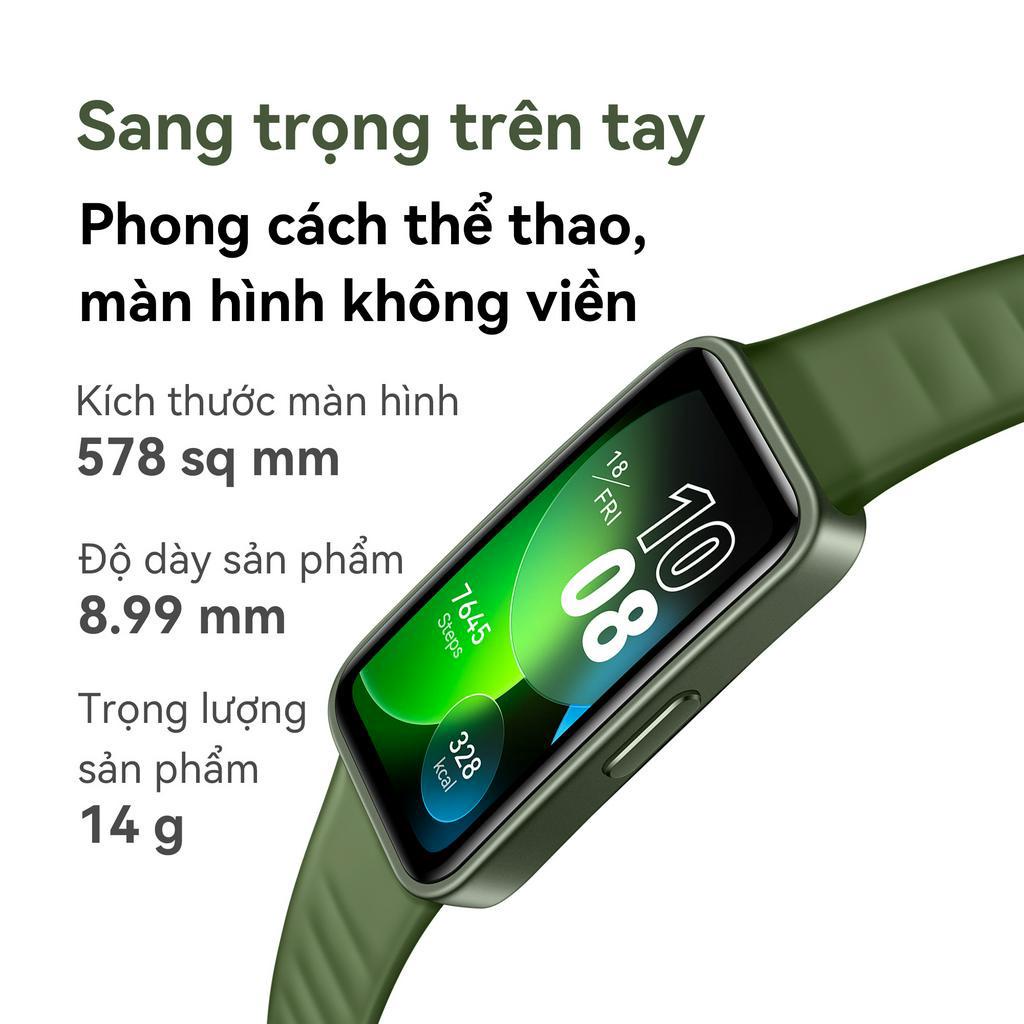 Sang trọng trên tay
Phong cách thể thao,
màn hình không viền
Kích thước màn hình
578 sq mm
Độ dày sản phẩm
8.99 mm
Trọng lượng
sản phẩm
14 g
18/FRI
10
08
7645
Steps
328
kcal